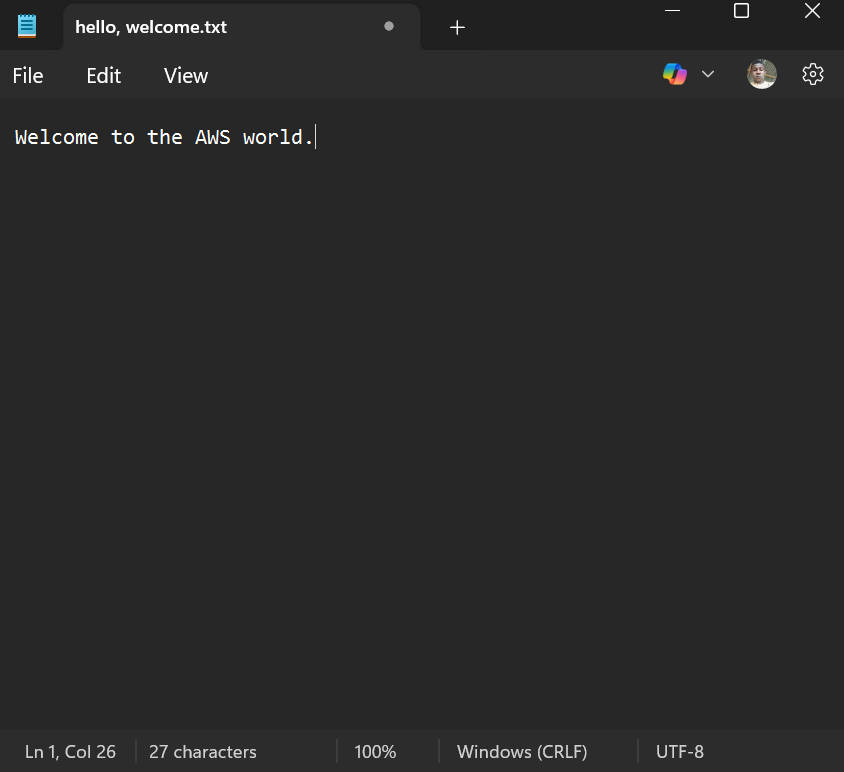 hello, welcome.txt
File Edit View
Welcome to the AWS world.
Ln 1, Col 26 27 characters 100% Windows (CRLF) UTF-8